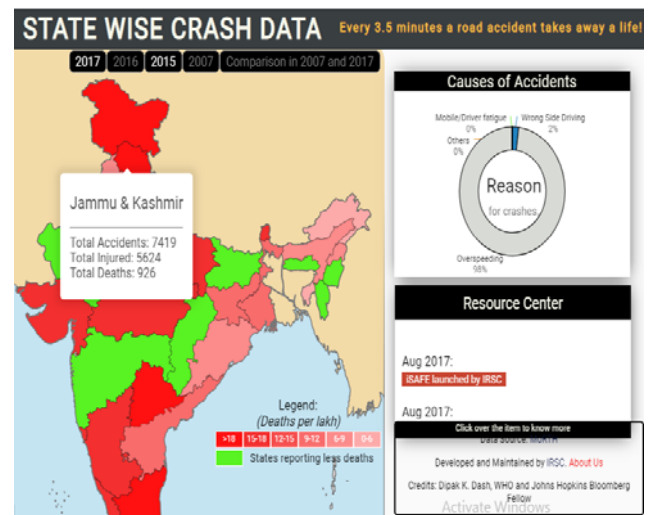 STATE WISE CRASH DATA
Every 3.5 minutes a road accident takes away a life!
2017 2016 2015 2007 Comparison in 2007 and 2017
Jammu & Kashmir
Total Accidents: 7419
Total Injured: 5624
Total Deaths: 926
Legend:
(Deaths per lakh)
>18 15-18 12-15 9-12 6-9 0-6
States reporting less deaths
Causes of Accidents
Mobile/Driver fatigue
0%
Wrong Side Driving
2%
Others
0%
Reason
for crashes.
Overspeeding
98%
Resource Center
Aug 2017:
iSAFE launched by IRSC
Aug 2017:
Click over the item to know more
Data Source: MORTH
Developed and Maintained by IRSC. About Us
Credits: Dipak K. Dash, WHO and Johns Hopkins Bloomberg
Fellow
Activate Windows